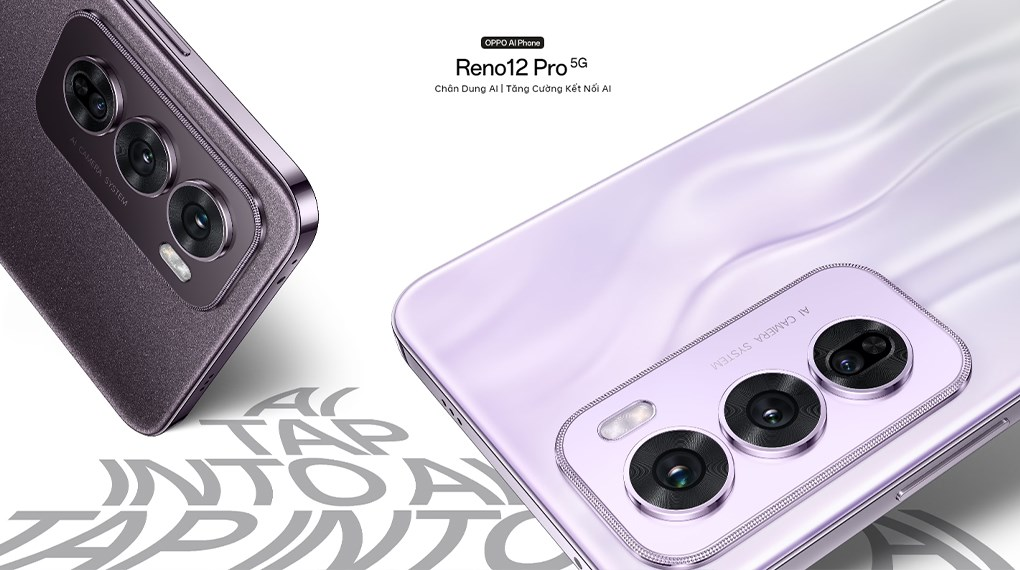 OPPO AI Phone
Reno12 Pro 5G
Chân Dung AI | Tăng Cường Kết Nối AI
AI CAMERA SYSTEM
AI CAMERA SYSTEM
AI
TAP
INTO AI
TAP INTO